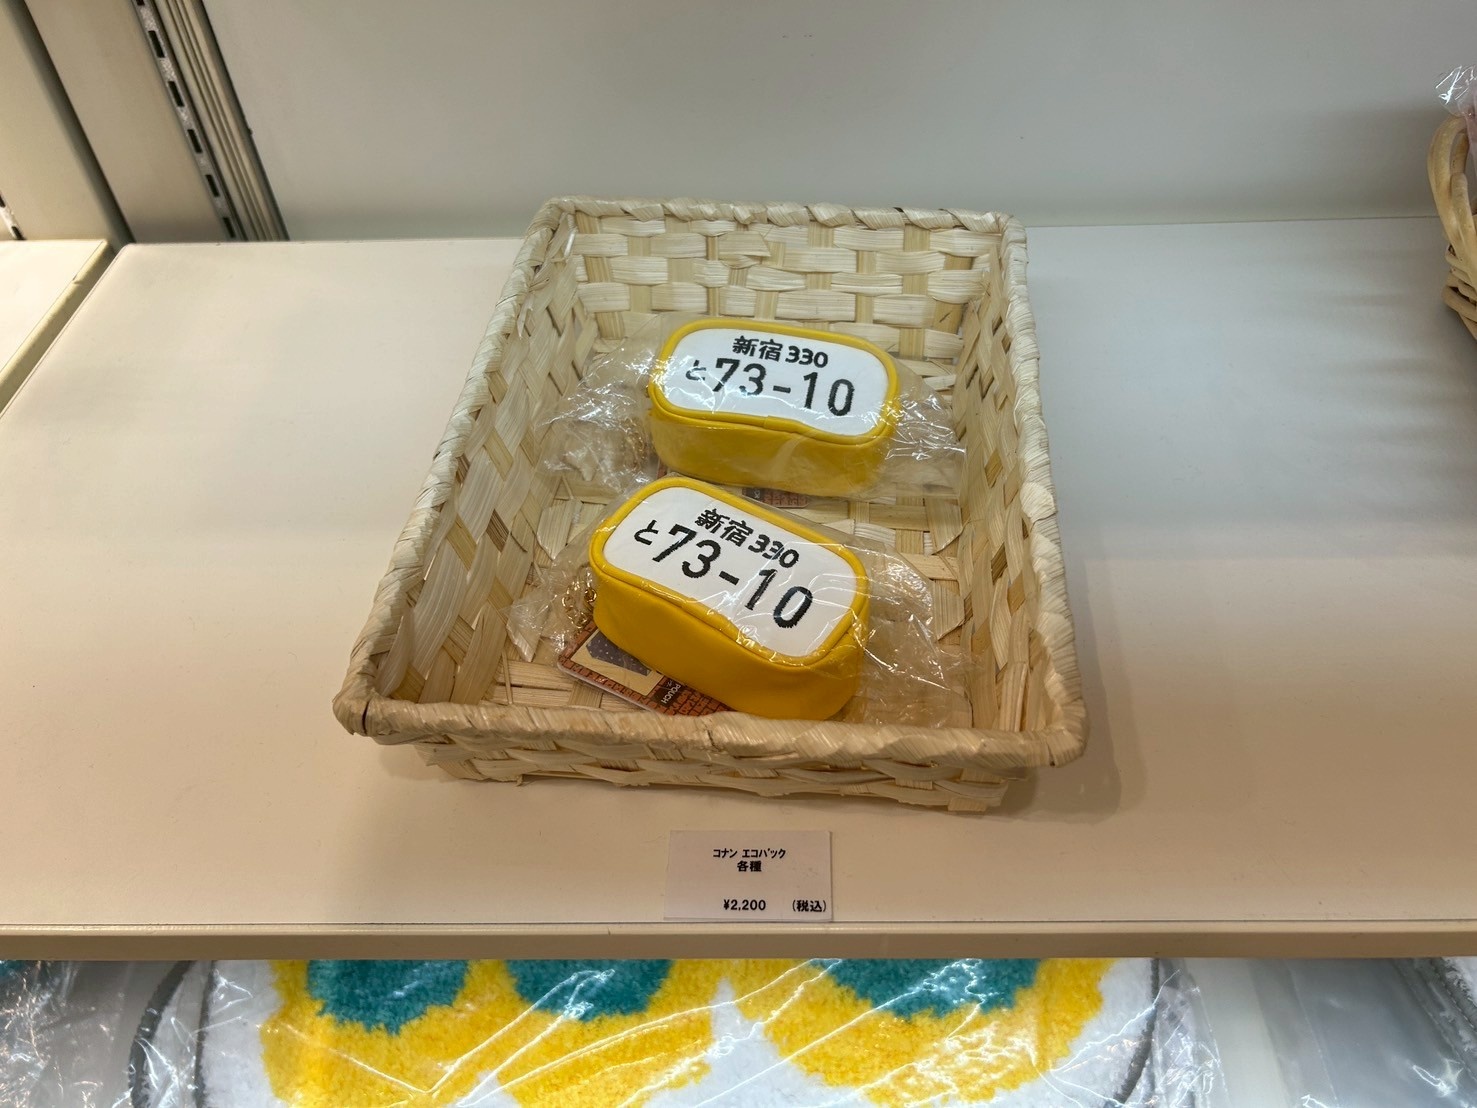 新宿330
と73-10
新宿330
と73-10
POUCH
コナン エコバック
各種
¥2,200 (税込)